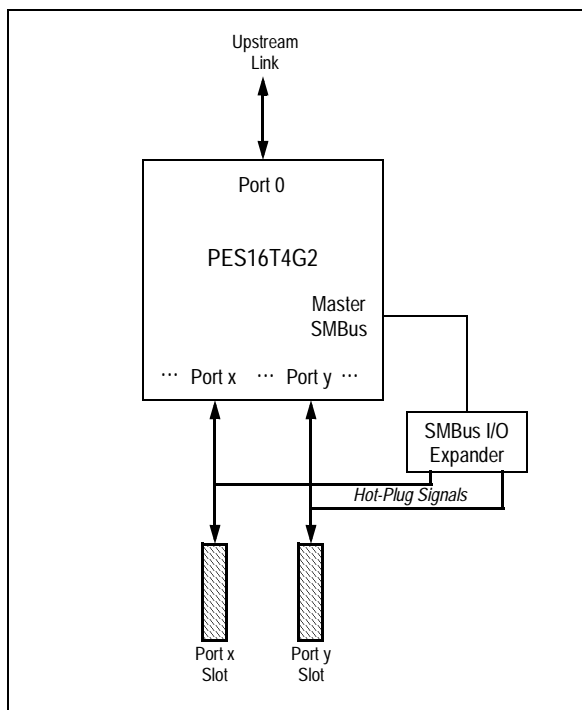 Upstream
Link
Port 0
PES16T4G2
Master
SMBus
··· Port x ··· Port y ···
SMBus I/O
Expander
Hot-Plug Signals
Port x
Slot
Port y
Slot